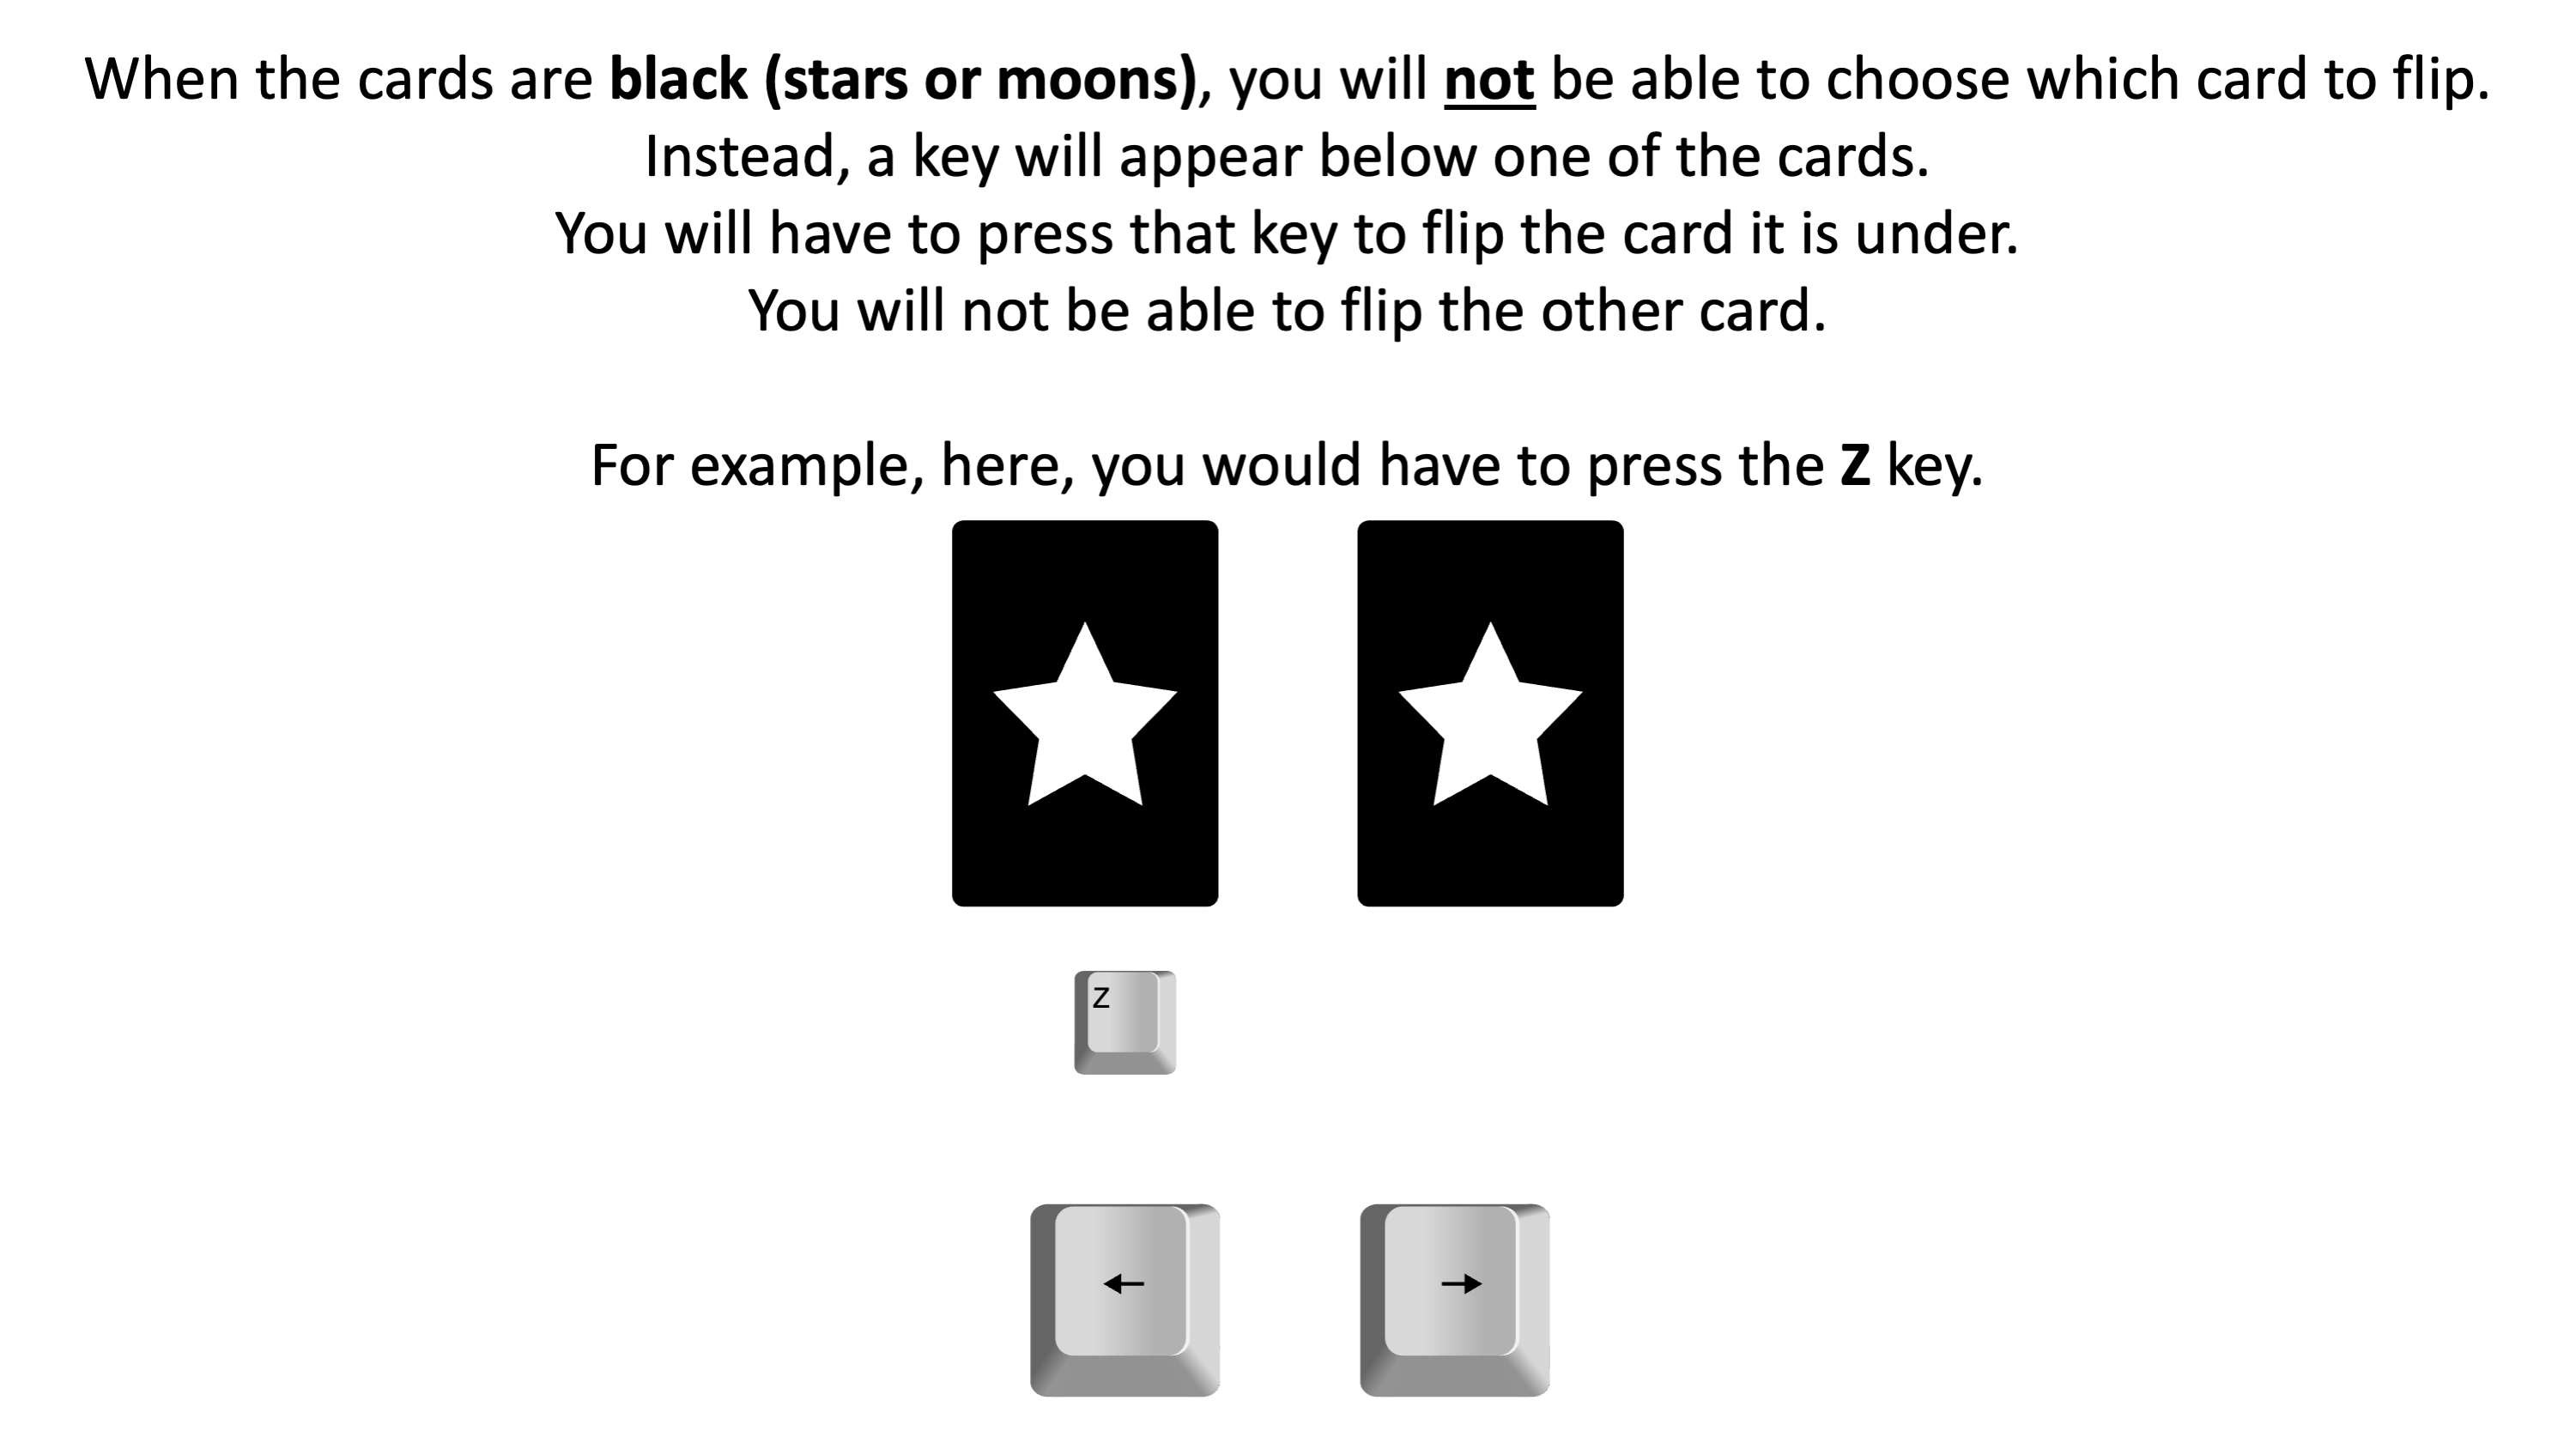 When the cards are black (stars or moons), you will not be able to choose which card to flip.
Instead, a key will appear below one of the cards.
You will have to press that key to flip the card it is under.
You will not be able to flip the other card.
For example, here, you would have to press the Z key.
Z
← →